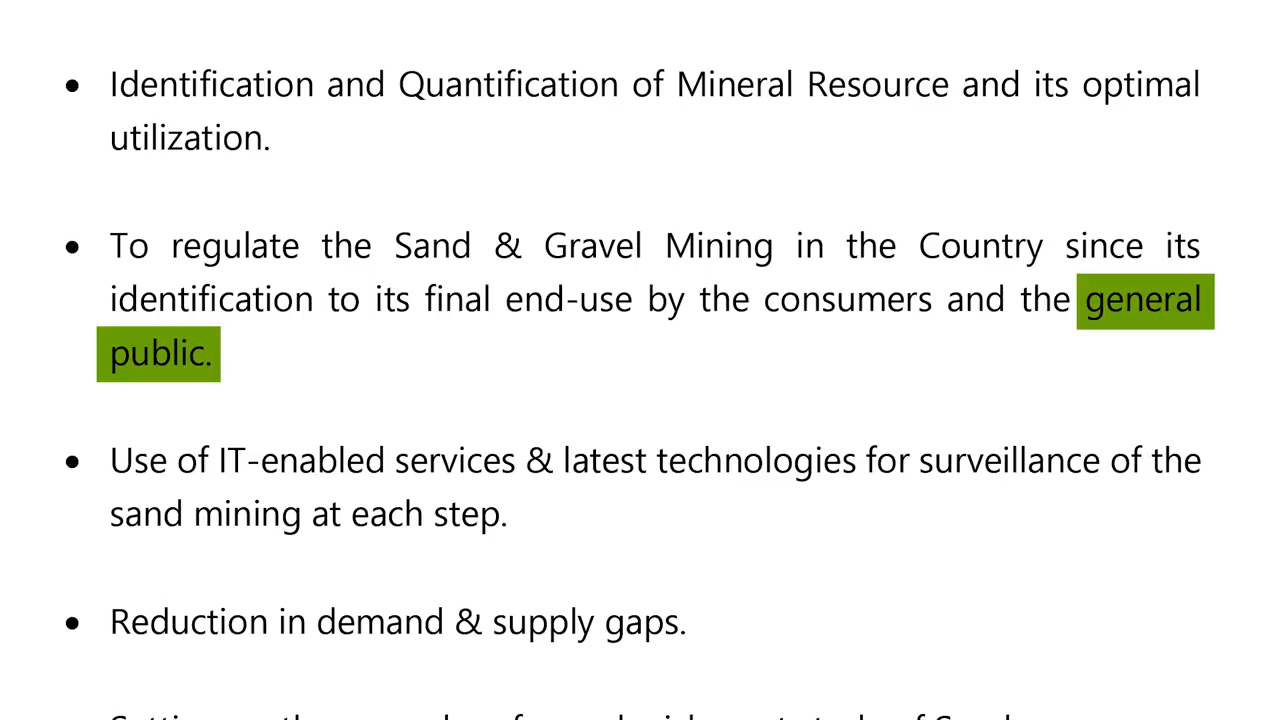 • Identification and Quantification of Mineral Resource and its optimal
utilization.
• To regulate the Sand & Gravel Mining in the Country since its
identification to its final end-use by the consumers and the general
public.
• Use of IT-enabled services & latest technologies for surveillance of the
sand mining at each step.
• Reduction in demand & supply gaps.